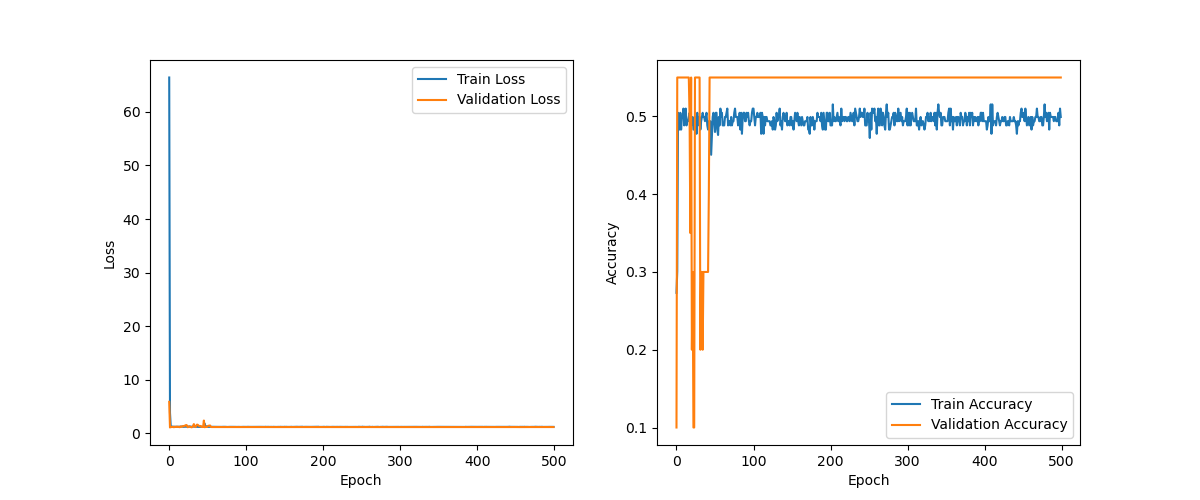 Train Loss
Validation Loss
60
50
40
30
20
10
0
Loss
0 100 200 300 400 500
Epoch
0.5
0.4
0.3
0.2
0.1
Accuracy
Train Accuracy
Validation Accuracy
0 100 200 300 400 500
Epoch